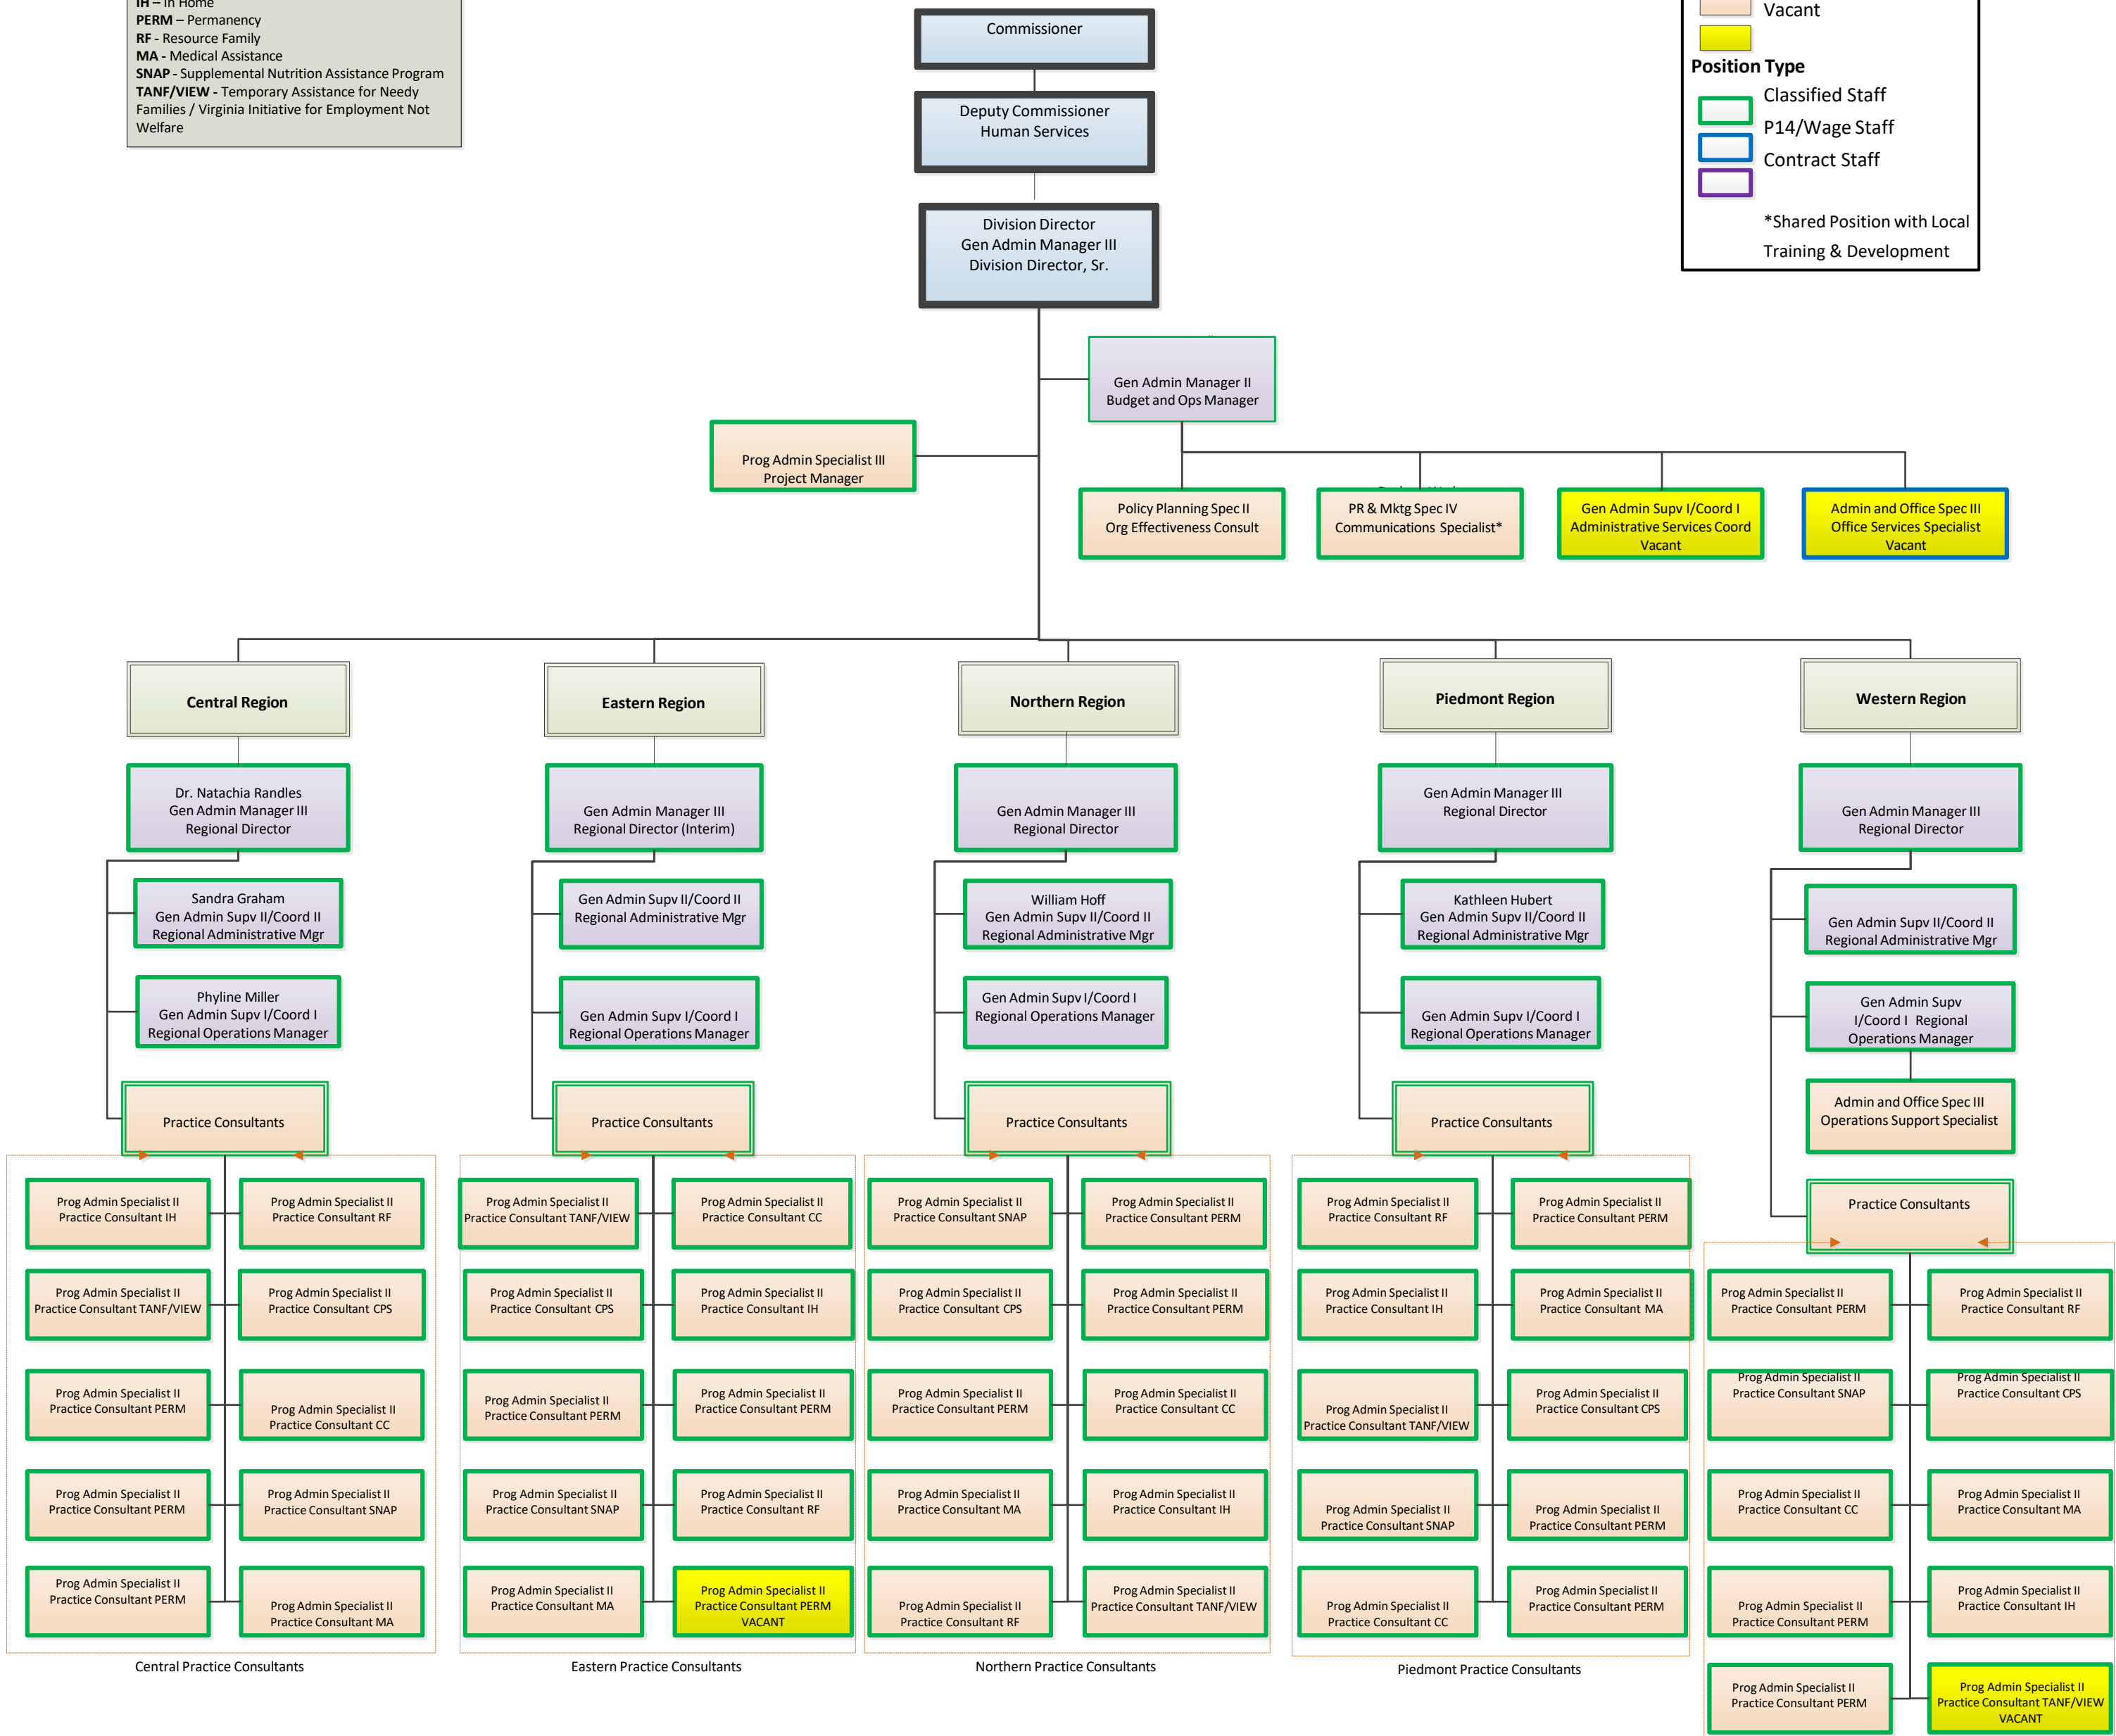 IH – In Home
PERM – Permanency
RF - Resource Family
MA - Medical Assistance
SNAP - Supplemental Nutrition Assistance Program
TANF/VIEW - Temporary Assistance for Needy
Families / Virginia Initiative for Employment Not
Welfare
Vacant
Position Type
Classified Staff
P14/Wage Staff
Contract Staff
*Shared Position with Local
Training & Development
Commissioner
Deputy Commissioner
Human Services
Division Director
Gen Admin Manager III
Division Director, Sr.
Gen Admin Manager II
Budget and Ops Manager
Prog Admin Specialist III
Project Manager
Policy Planning Spec II
Org Effectiveness Consult
PR & Mktg Spec IV
Communications Specialist*
Gen Admin Supv I/Coord I
Administrative Services Coord
Vacant
Admin and Office Spec III
Office Services Specialist
Vacant
Central Region
Dr. Natachia Randles
Gen Admin Manager III
Regional Director
Sandra Graham
Gen Admin Supv II/Coord II
Regional Administrative Mgr
Phyline Miller
Gen Admin Supv I/Coord I
Regional Operations Manager
Practice Consultants
Prog Admin Specialist II
Practice Consultant IH
Prog Admin Specialist II
Practice Consultant RF
Prog Admin Specialist II
Practice Consultant TANF/VIEW
Prog Admin Specialist II
Practice Consultant CPS
Prog Admin Specialist II
Practice Consultant PERM
Prog Admin Specialist II
Practice Consultant CC
Prog Admin Specialist II
Practice Consultant PERM
Prog Admin Specialist II
Practice Consultant SNAP
Prog Admin Specialist II
Practice Consultant PERM
Prog Admin Specialist II
Practice Consultant MA
Central Practice Consultants
Eastern Region
Gen Admin Manager III
Regional Director (Interim)
Gen Admin Supv II/Coord II
Regional Administrative Mgr
Gen Admin Supv I/Coord I
Regional Operations Manager
Practice Consultants
Prog Admin Specialist II
Practice Consultant TANF/VIEW
Prog Admin Specialist II
Practice Consultant CC
Prog Admin Specialist II
Practice Consultant CPS
Prog Admin Specialist II
Practice Consultant IH
Prog Admin Specialist II
Practice Consultant PERM
Prog Admin Specialist II
Practice Consultant PERM
Prog Admin Specialist II
Practice Consultant SNAP
Prog Admin Specialist II
Practice Consultant RF
Prog Admin Specialist II
Practice Consultant MA
Prog Admin Specialist II
Practice Consultant PERM
VACANT
Eastern Practice Consultants
Northern Region
Gen Admin Manager III
Regional Director
William Hoff
Gen Admin Supv II/Coord II
Regional Administrative Mgr
Gen Admin Supv I/Coord I
Regional Operations Manager
Practice Consultants
Prog Admin Specialist II
Practice Consultant SNAP
Prog Admin Specialist II
Practice Consultant PERM
Prog Admin Specialist II
Practice Consultant CPS
Prog Admin Specialist II
Practice Consultant PERM
Prog Admin Specialist II
Practice Consultant PERM
Prog Admin Specialist II
Practice Consultant CC
Prog Admin Specialist II
Practice Consultant MA
Prog Admin Specialist II
Practice Consultant IH
Prog Admin Specialist II
Practice Consultant RF
Prog Admin Specialist II
Practice Consultant TANF/VIEW
Northern Practice Consultants
Piedmont Region
Gen Admin Manager III
Regional Director
Kathleen Hubert
Gen Admin Supv II/Coord II
Regional Administrative Mgr
Gen Admin Supv I/Coord I
Regional Operations Manager
Practice Consultants
Prog Admin Specialist II
Practice Consultant RF
Prog Admin Specialist II
Practice Consultant PERM
Prog Admin Specialist II
Practice Consultant IH
Prog Admin Specialist II
Practice Consultant MA
Prog Admin Specialist II
Practice Consultant TANF/VIEW
Prog Admin Specialist II
Practice Consultant CPS
Prog Admin Specialist II
Practice Consultant SNAP
Prog Admin Specialist II
Practice Consultant PERM
Prog Admin Specialist II
Practice Consultant CC
Prog Admin Specialist II
Practice Consultant PERM
Piedmont Practice Consultants
Western Region
Gen Admin Manager III
Regional Director
Gen Admin Supv II/Coord II
Regional Administrative Mgr
Gen Admin Supv
I/Coord I Regional
Operations Manager
Admin and Office Spec III
Operations Support Specialist
Practice Consultants
Prog Admin Specialist II
Practice Consultant PERM
Prog Admin Specialist II
Practice Consultant RF
Prog Admin Specialist II
Practice Consultant SNAP
Prog Admin Specialist II
Practice Consultant CPS
Prog Admin Specialist II
Practice Consultant CC
Prog Admin Specialist II
Practice Consultant MA
Prog Admin Specialist II
Practice Consultant PERM
Prog Admin Specialist II
Practice Consultant IH
Prog Admin Specialist II
Practice Consultant PERM
Prog Admin Specialist II
Practice Consultant TANF/VIEW
VACANT